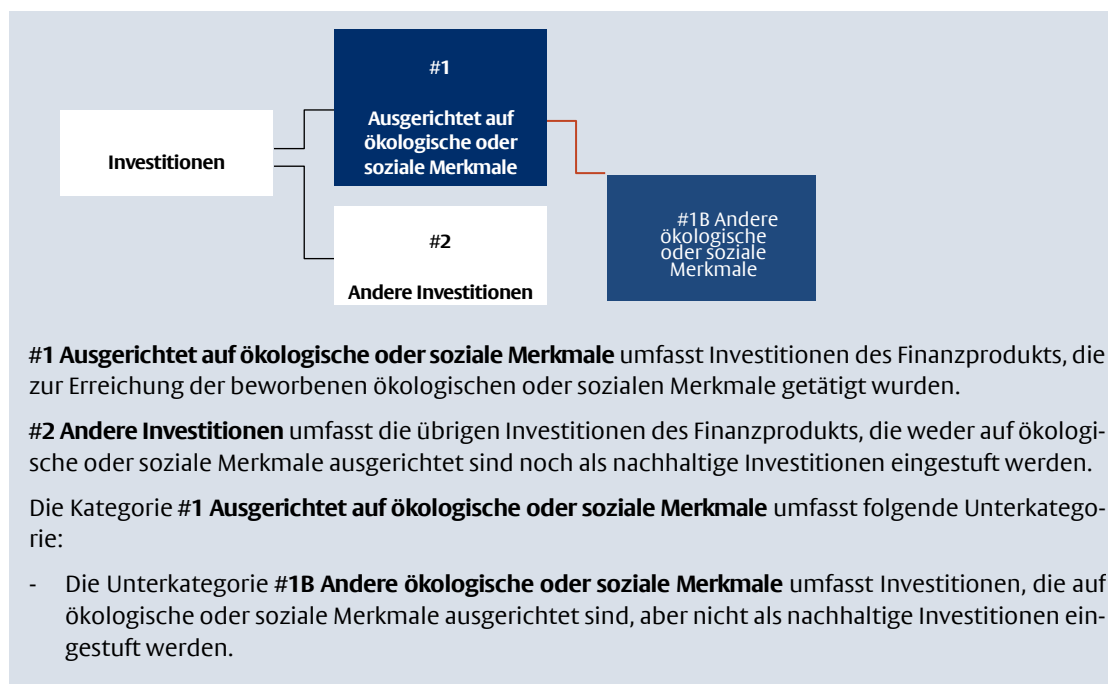 #1
Ausgerichtet auf
ökologische oder
soziale Merkmale
Investitionen
#1B Andere
ökologische
oder soziale
Merkmale
#2
Andere Investitionen
#1 Ausgerichtet auf ökologische oder soziale Merkmale umfasst Investitionen des Finanzprodukts, die
zur Erreichung der beworbenen ökologischen oder sozialen Merkmale getätigt wurden.
#2 Andere Investitionen umfasst die übrigen Investitionen des Finanzprodukts, die weder auf ökologi-
sche oder soziale Merkmale ausgerichtet sind noch als nachhaltige Investitionen eingestuft werden.
Die Kategorie #1 Ausgerichtet auf ökologische oder soziale Merkmale umfasst folgende Unterkatego-
rie:
- Die Unterkategorie #1B Andere ökologische oder soziale Merkmale umfasst Investitionen, die auf
ökologische oder soziale Merkmale ausgerichtet sind, aber nicht als nachhaltige Investitionen ein-
gestuft werden.